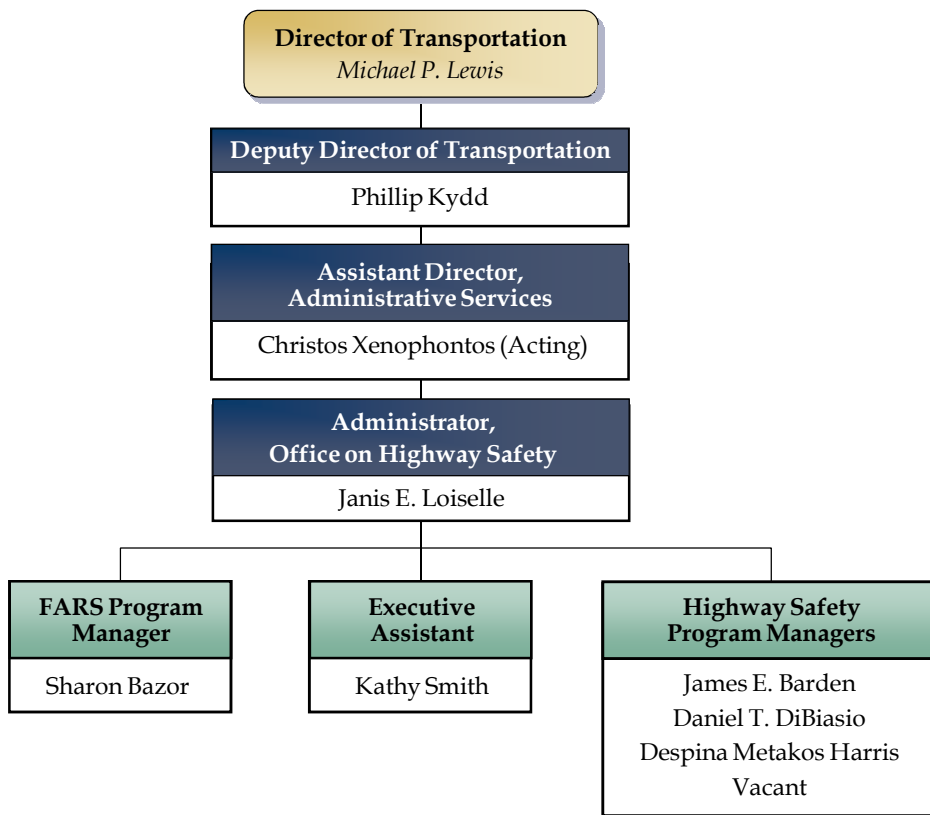 Director of Transportation
Michael P. Lewis
Deputy Director of Transportation
Phillip Kydd
Assistant Director,
Administrative Services
Christos Xenophontos (Acting)
Administrator,
Office on Highway Safety
Janis E. Loiselle
FARS Program
Manager
Sharon Bazor
Executive
Assistant
Kathy Smith
Highway Safety
Program Managers
James E. Barden
Daniel T. DiBiasio
Despina Metakos Harris
Vacant